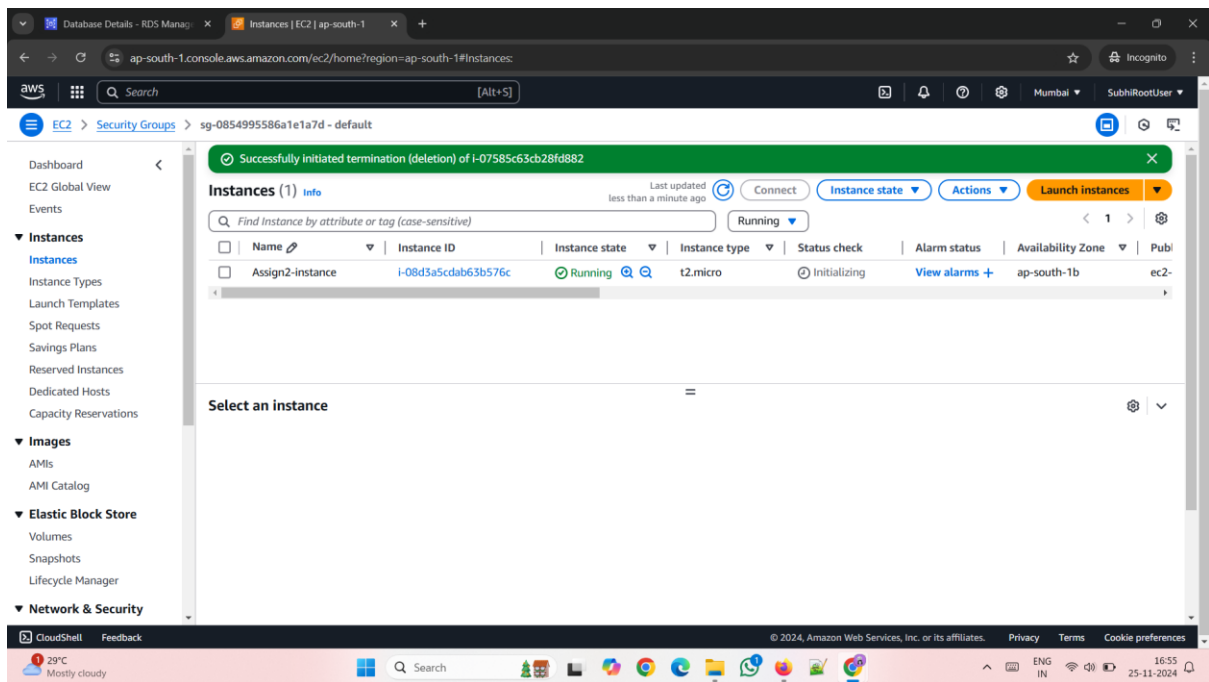 Database Details - RDS Manag
Instances | EC2 | ap-south-1
ap-south-1.console.aws.amazon.com/ec2/home?region=ap-south-1#Instances:
Incognito
aws
Search
[Alt+S]
Mumbai
SubhiRootUser
EC2 > Security Groups > sg-0854995586a1e1a7d - default
Dashboard
EC2 Global View
Events
Instances
Instances
Instance Types
Launch Templates
Spot Requests
Savings Plans
Reserved Instances
Dedicated Hosts
Capacity Reservations
Images
AMIs
AMI Catalog
Elastic Block Store
Volumes
Snapshots
Lifecycle Manager
Network & Security
Successfully initiated termination (deletion) of i-07585c63cb28fd882
Instances (1) Info
Last updated
less than a minute ago
Connect
Instance state
Actions
Launch instances
Find Instance by attribute or tag (case-sensitive)
Running
1
Name Instance ID Instance state Instance type Status check Alarm status Availability Zone Publ
Assign2-instance i-08d3a5cdab63b576c Running t2.micro Initializing View alarms + ap-south-1b ec2-
Select an instance
CloudShell Feedback
© 2024, Amazon Web Services, Inc. or its affiliates. Privacy Terms Cookie preferences
1
29°C
Mostly cloudy
Search
ENG
IN
16:55
25-11-2024